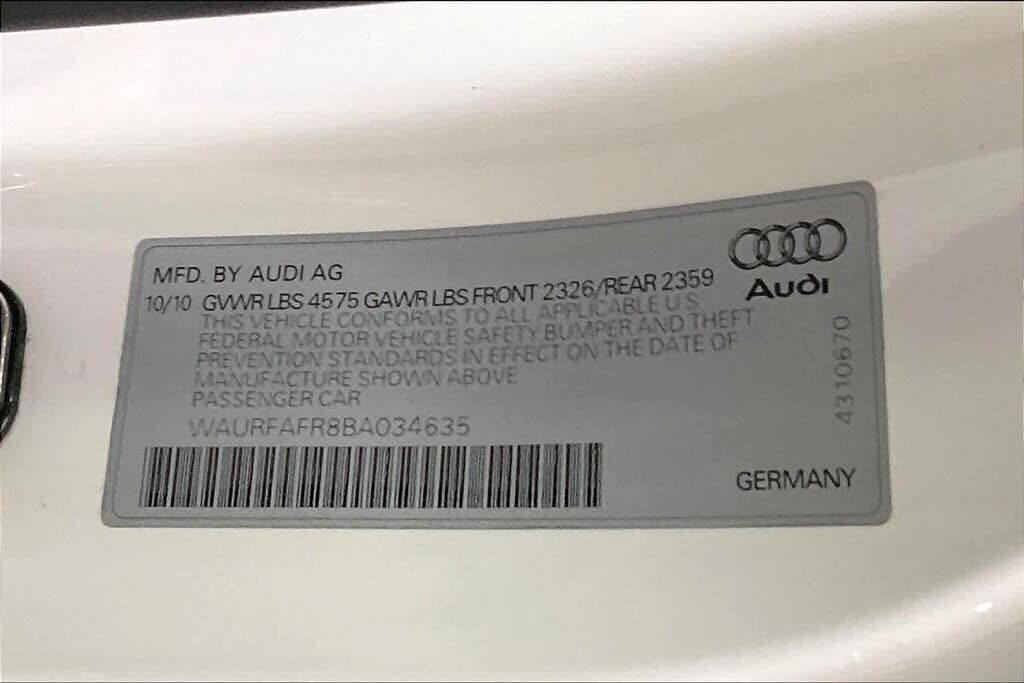 MFD. BY AUDI AG
10/10 GVWR LBS 4575 GAWR LBS FRONT 2326/REAR 2359
THIS VEHICLE CONFORMS TO ALL APPLICABLE U S
FEDERAL MOTOR VEHICLE SAFETY BUMPER AND THEFT
PREVENTION STANDARDS IN EFFECT ON THE DATE OF
MANUFACTURE SHOWN ABOVE
PASSENGER CAR
WAURFAFR8BA034635
Audi
4310670
GERMANY